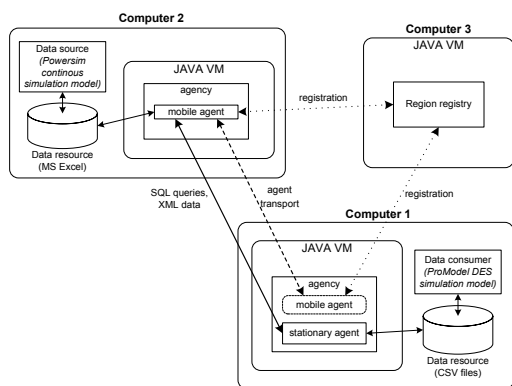 Computer 2
Data source
(Powersim
continous
simulation model)
JAVA VM
agency
mobile agent
Data resource
(MS Excel)
Computer 3
JAVA VM
Region registry
registration
registration
SQL queries,
XML data
agent
transport
Computer 1
JAVA VM
agency
mobile agent
stationary agent
Data consumer
(ProModel DES
simulation model)
Data resource
(CSV files)